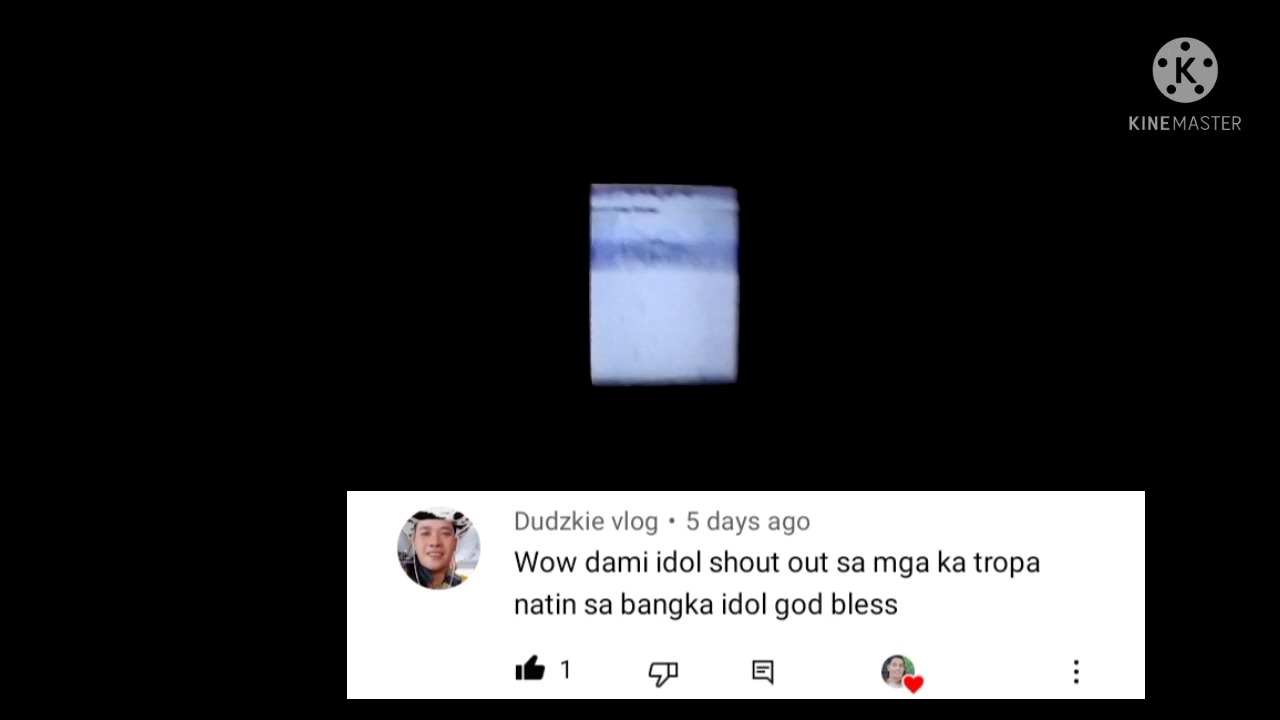 KINEMASTER
Dudzkie vlog • 5 days ago
Wow dami idol shout out sa mga ka tropa
natin sa bangka idol god bless
1